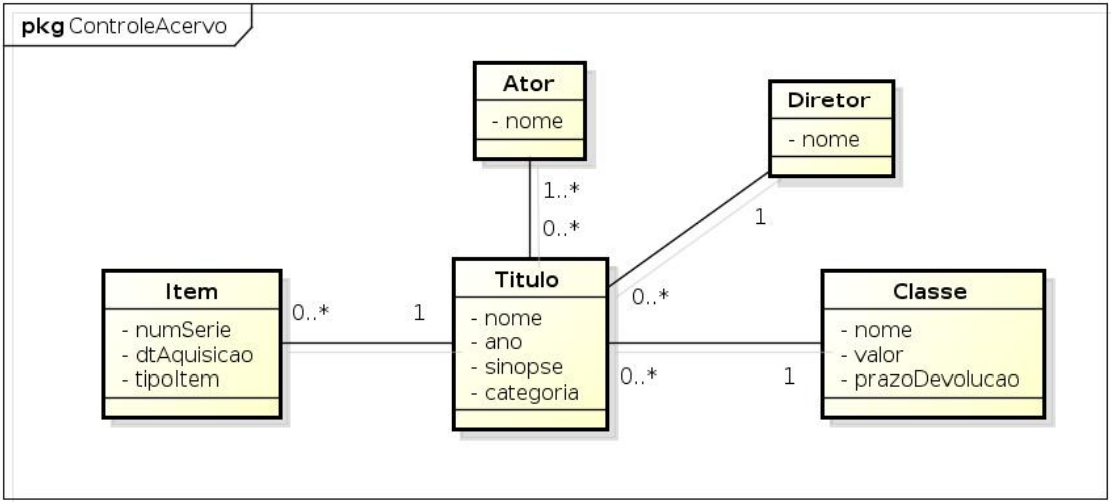 pkg ControleAcervo
Ator
- nome
Diretor
- nome
1..*
0..*
1
0..*
Item
- numSerie
- dtAquisicao
- tipoItem
0..*
1
Titulo
- nome
- ano
- sinopse
- categoria
0..*
1
Classe
- nome
- valor
- prazoDevolucao